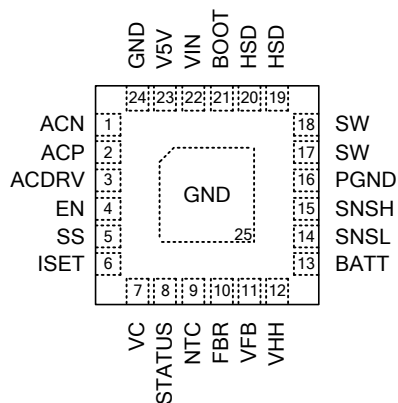 GND V5V VIN BOOT HSD HSD
24 23 22 21 20 19
ACN 1 18 SW
ACP 2 17 SW
ACDRV 3 16 PGND
EN 4 GND 15 SNSH
SS 5 25 14 SNSL
ISET 6 13 BATT
7 8 9 10 11 12
VC STATUS NTC FBR VFB VHH